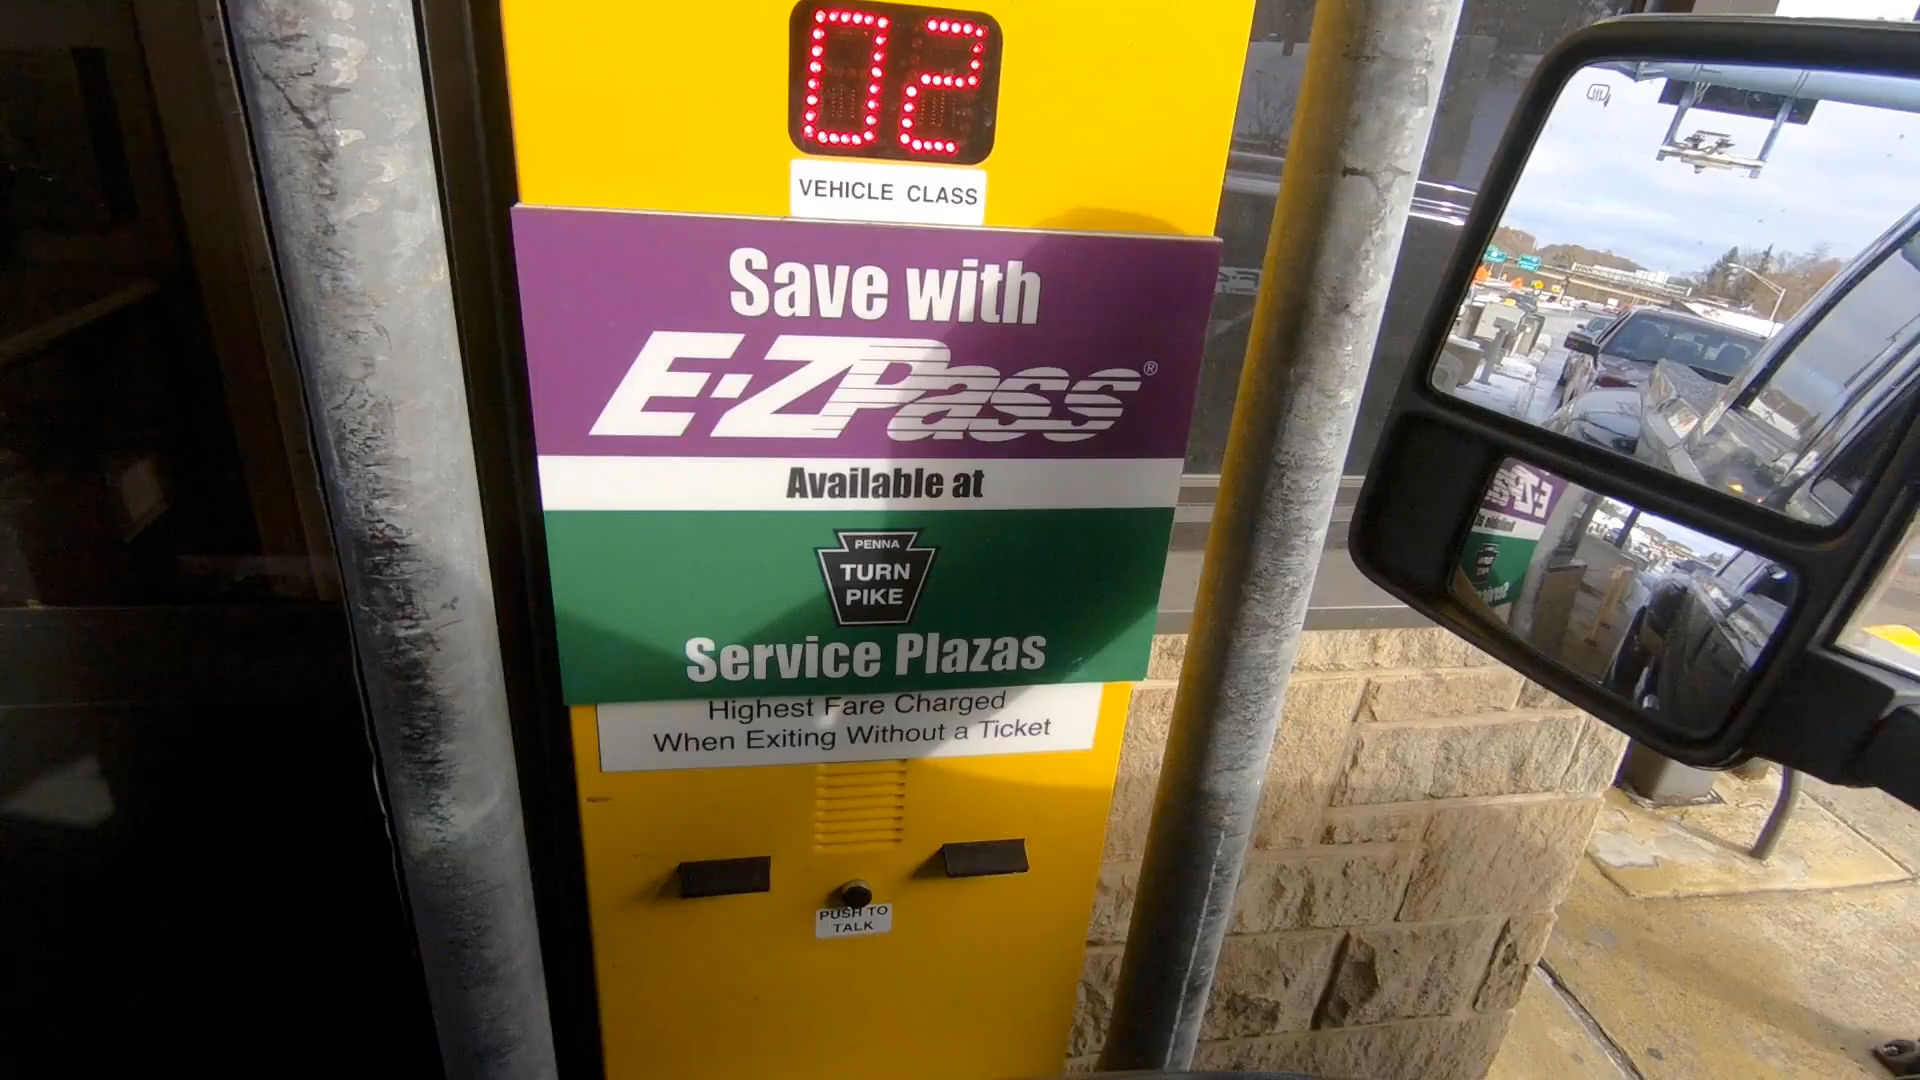 02
VEHICLE CLASS
Save with
E-ZPass®
Available at
PENNA
TURN
PIKE
Service Plazas
Highest Fare Charged
When Exiting Without a Ticket
PUSH TO
TALK